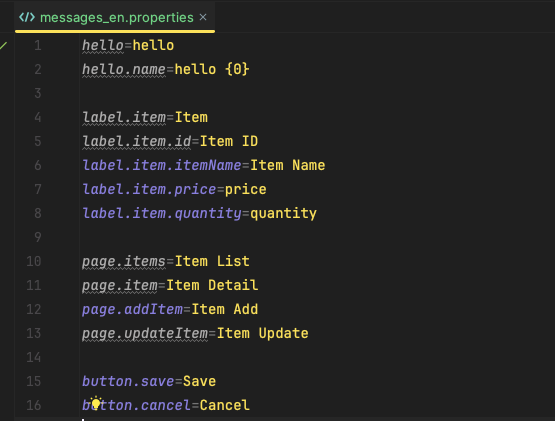 </> messages_en.properties ×
1 hello=hello
2 hello.name=hello {0}
3
4 label.item=Item
5 label.item.id=Item ID
6 label.item.itemName=Item Name
7 label.item.price=price
8 label.item.quantity=quantity
9
10 page.items=Item List
11 page.item=Item Detail
12 page.addItem=Item Add
13 page.updateItem=Item Update
14
15 button.save=Save
16 button.cancel=Cancel